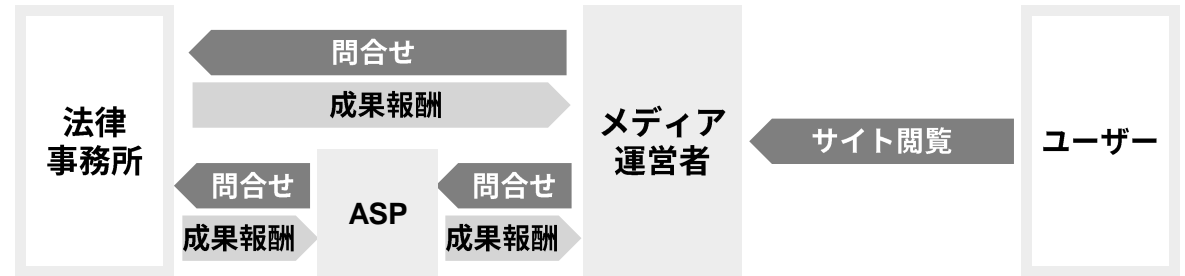 法律
事務所
問合せ
成果報酬
問合せ
成果報酬
ASP
問合せ
成果報酬
メディア
運営者
サイト閲覧
ユーザー